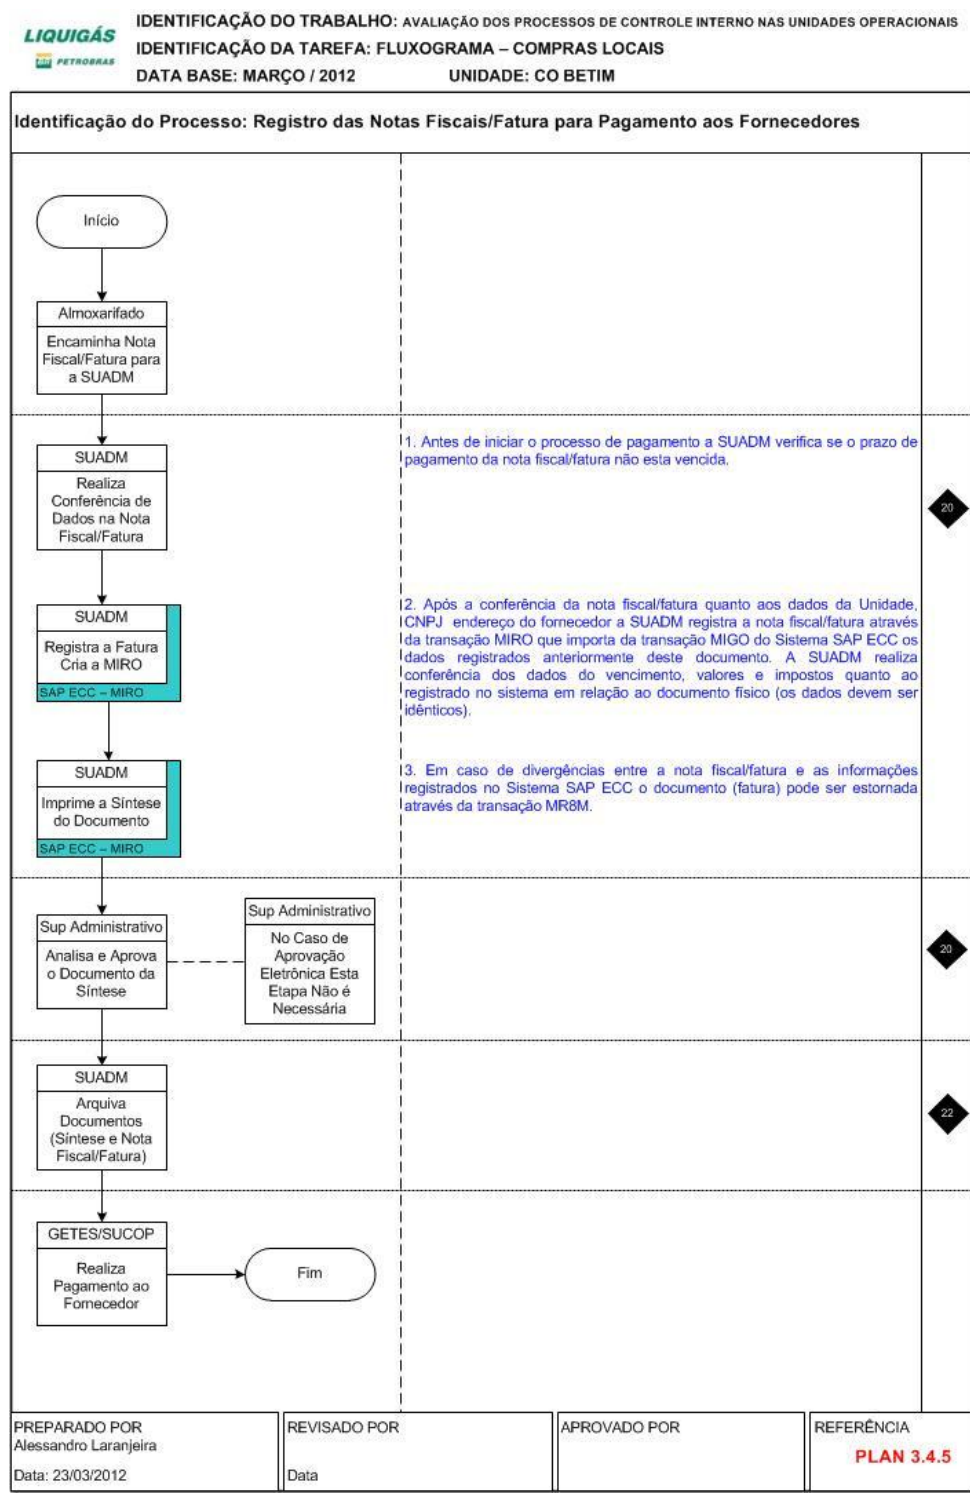 LIQUIGÁS
BR PETROBRAS
IDENTIFICAÇÃO DO TRABALHO: AVALIAÇÃO DOS PROCESSOS DE CONTROLE INTERNO NAS UNIDADES OPERACIONAIS
IDENTIFICAÇÃO DA TAREFA: FLUXOGRAMA – COMPRAS LOCAIS
DATA BASE: MARÇO / 2012 UNIDADE: CO BETIM
Identificação do Processo: Registro das Notas Fiscais/Fatura para Pagamento aos Fornecedores
Início
Almoxarifado
Encaminha Nota
Fiscal/Fatura para
a SUADM
SUADM
Realiza
Conferência de
Dados na Nota
Fiscal/Fatura
1. Antes de iniciar o processo de pagamento a SUADM verifica se o prazo de
pagamento da nota fiscal/fatura não esta vencida.
20
SUADM
Registra a Fatura
Cria a MIRO
SAP ECC – MIRO
2. Após a conferência da nota fiscal/fatura quanto aos dados da Unidade,
CNPJ endereço do fornecedor a SUADM registra a nota fiscal/fatura através
da transação MIRO que importa da transação MIGO do Sistema SAP ECC os
dados registrados anteriormente deste documento. A SUADM realiza
conferência dos dados do vencimento, valores e impostos quanto ao
registrado no sistema em relação ao documento físico (os dados devem ser
idênticos).
SUADM
Imprime a Síntese
do Documento
SAP ECC – MIRO
3. Em caso de divergências entre a nota fiscal/fatura e as informações
registrados no Sistema SAP ECC o documento (fatura) pode ser estornada
através da transação MR8M.
Sup Administrativo
Analisa e Aprova
o Documento da
Síntese
Sup Administrativo
No Caso de
Aprovação
Eletrônica Esta
Etapa Não é
Necessária
20
SUADM
Arquiva
Documentos
(Síntese e Nota
Fiscal/Fatura)
22
GETES/SUCOP
Realiza
Pagamento ao
Fornecedor
Fim
PREPARADO POR
Alessandro Laranjeira
Data: 23/03/2012
REVISADO POR
Data
APROVADO POR
REFERÊNCIA
PLAN 3.4.5